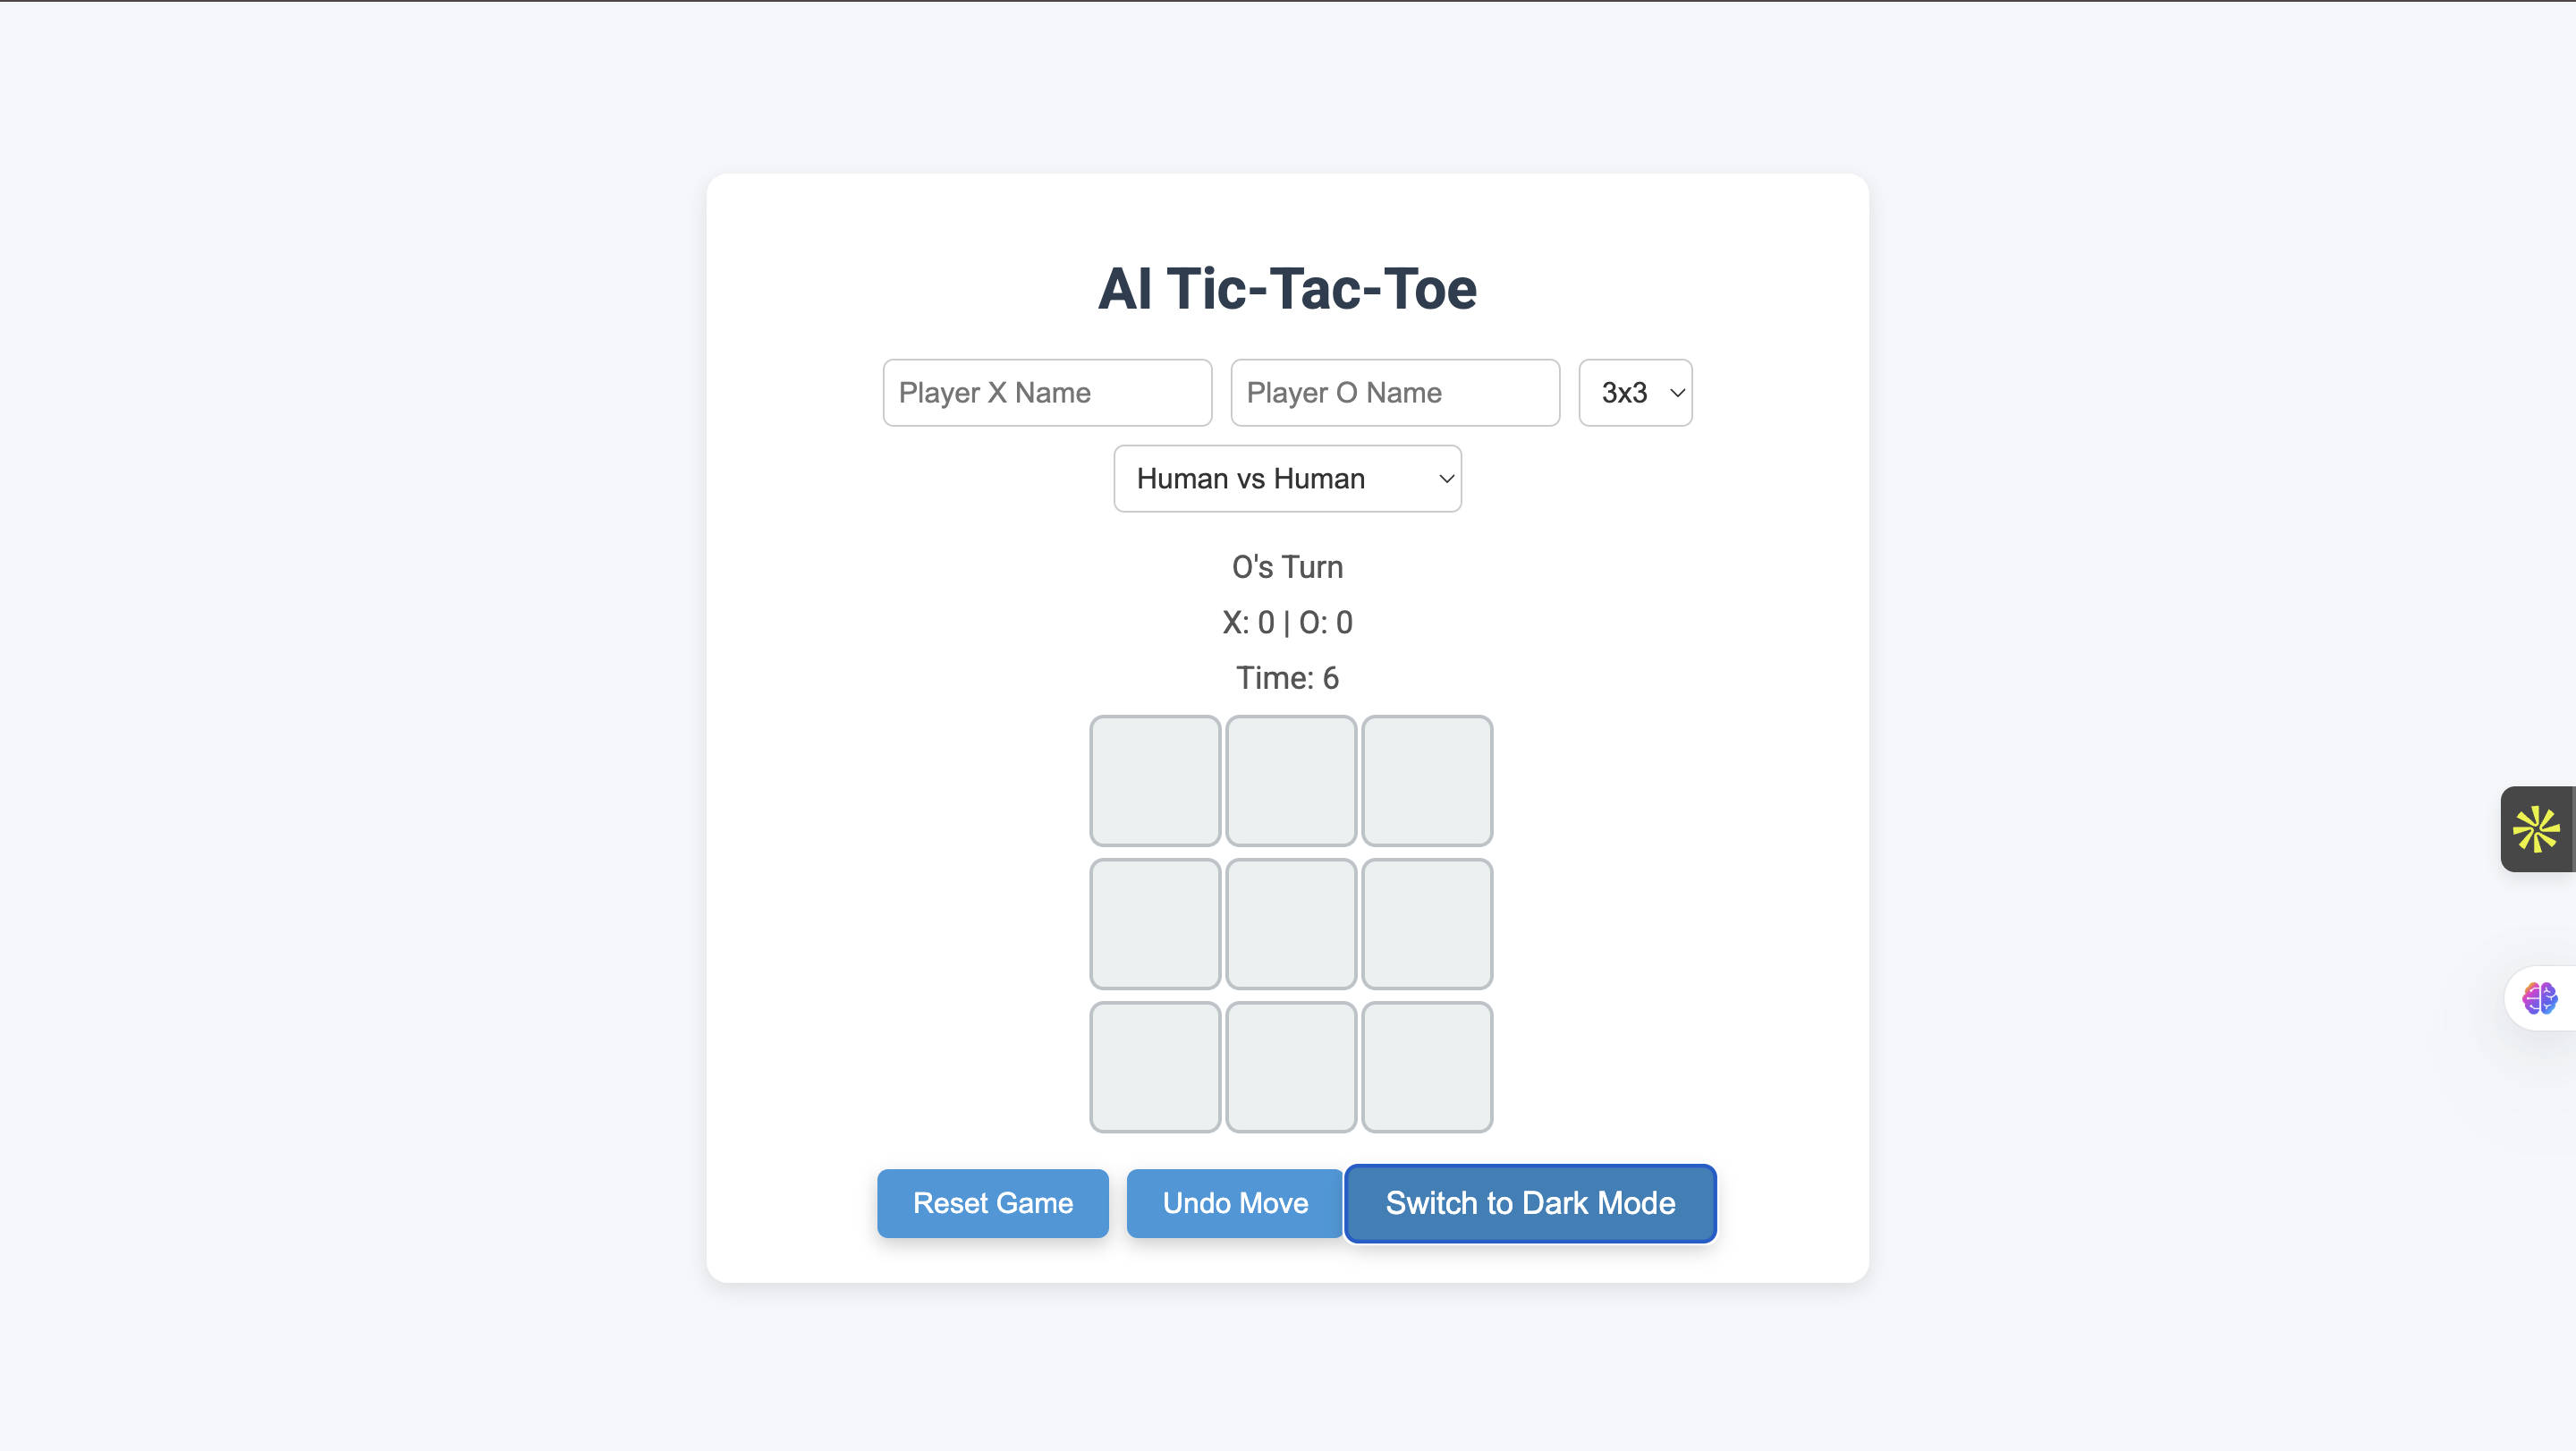 AI Tic-Tac-Toe
Player X Name Player O Name 3x3
Human vs Human
O's Turn
X: 0 | O: 0
Time: 6
Reset Game Undo Move Switch to Dark Mode